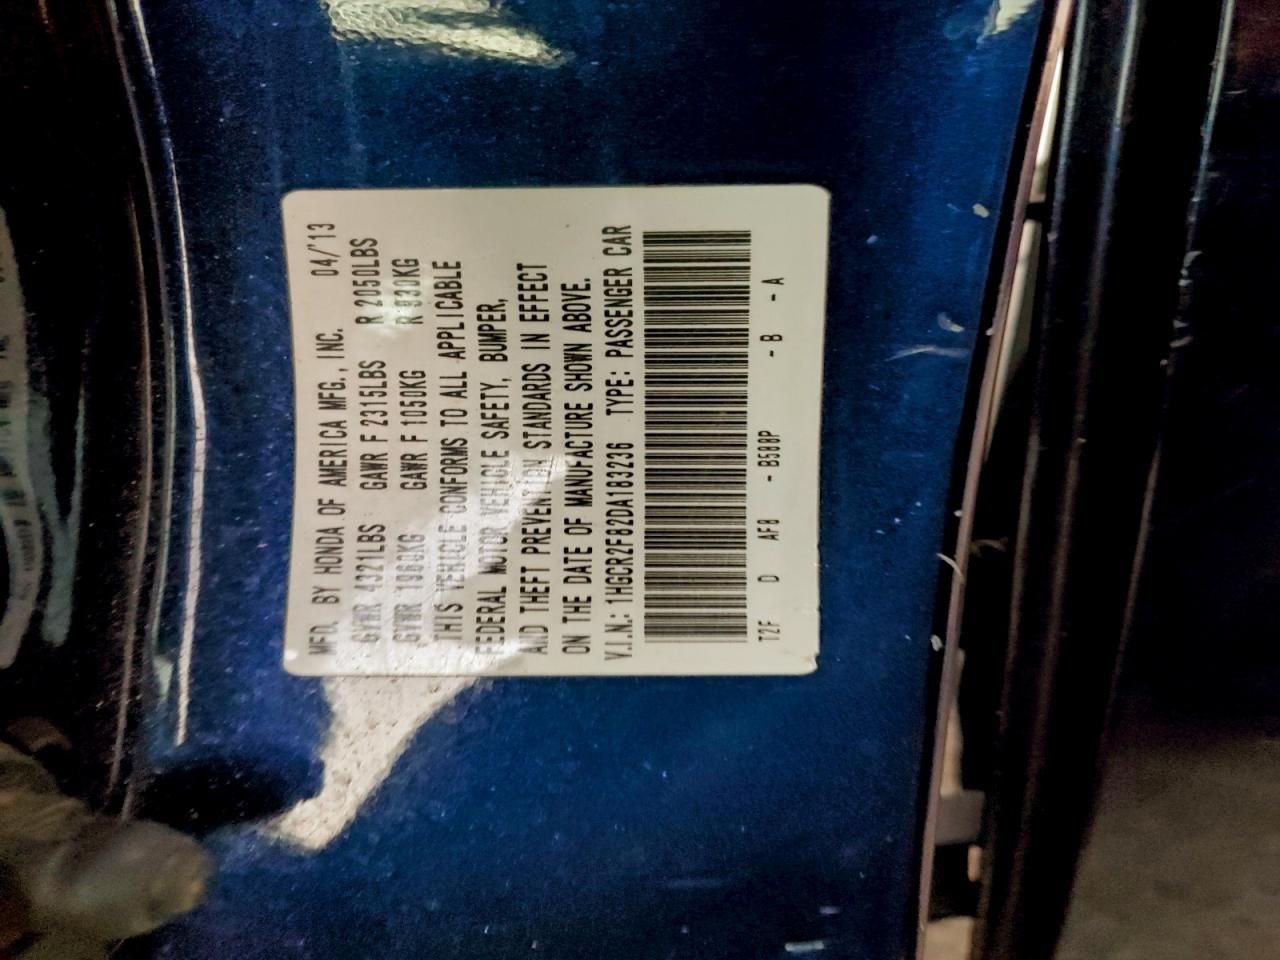 MFD. BY HONDA OF AMERICA MFG., INC. 04/'13
GVWR 4321LBS GAWR F 2315LBS R 2050LBS
GVWR 1960KG GAWR F 1050KG R 930KG
THIS VEHICLE CONFORMS TO ALL APPLICABLE
FEDERAL MOTOR VEHICLE SAFETY, BUMPER,
AND THEFT PREVENTION STANDARDS IN EFFECT
ON THE DATE OF MANUFACTURE SHOWN ABOVE.
V.I.N.: 1HGCR2F82DA183236 TYPE: PASSENGER CAR
T2F D AF8 - B588P - B - A